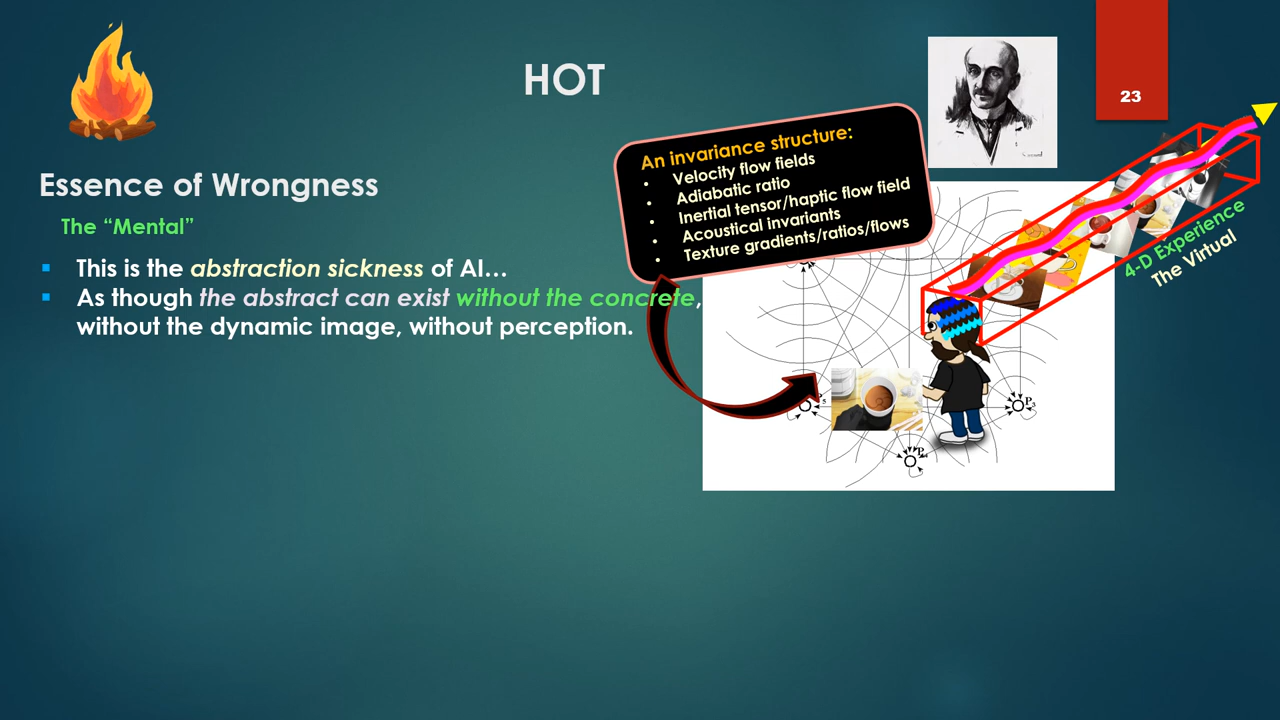 HOT
23
Essence of Wrongness
The “Mental”
This is the abstraction sickness of AI…
As though the abstract can exist without the concrete,
without the dynamic image, without perception.
An invariance structure:
Velocity flow fields
Adiabatic ratio
Inertial tensor/haptic flow field
Acoustical invariants
Texture gradients/ratios/flows
4-D Experience
The Virtual
P3